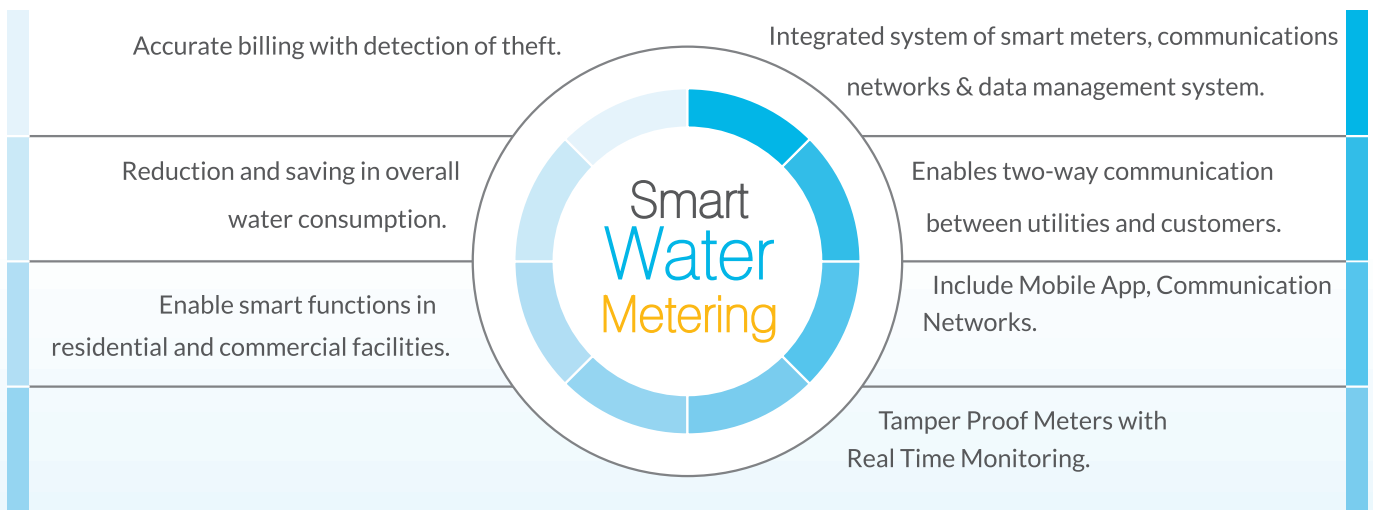 Accurate billing with detection of theft.
Reduction and saving in overall
water consumption.
Enable smart functions in
residential and commercial facilities.
Smart
Water
Metering
Integrated system of smart meters, communications
networks & data management system.
Enables two-way communication
between utilities and customers.
Include Mobile App, Communication
Networks.
Tamper Proof Meters with
Real Time Monitoring.